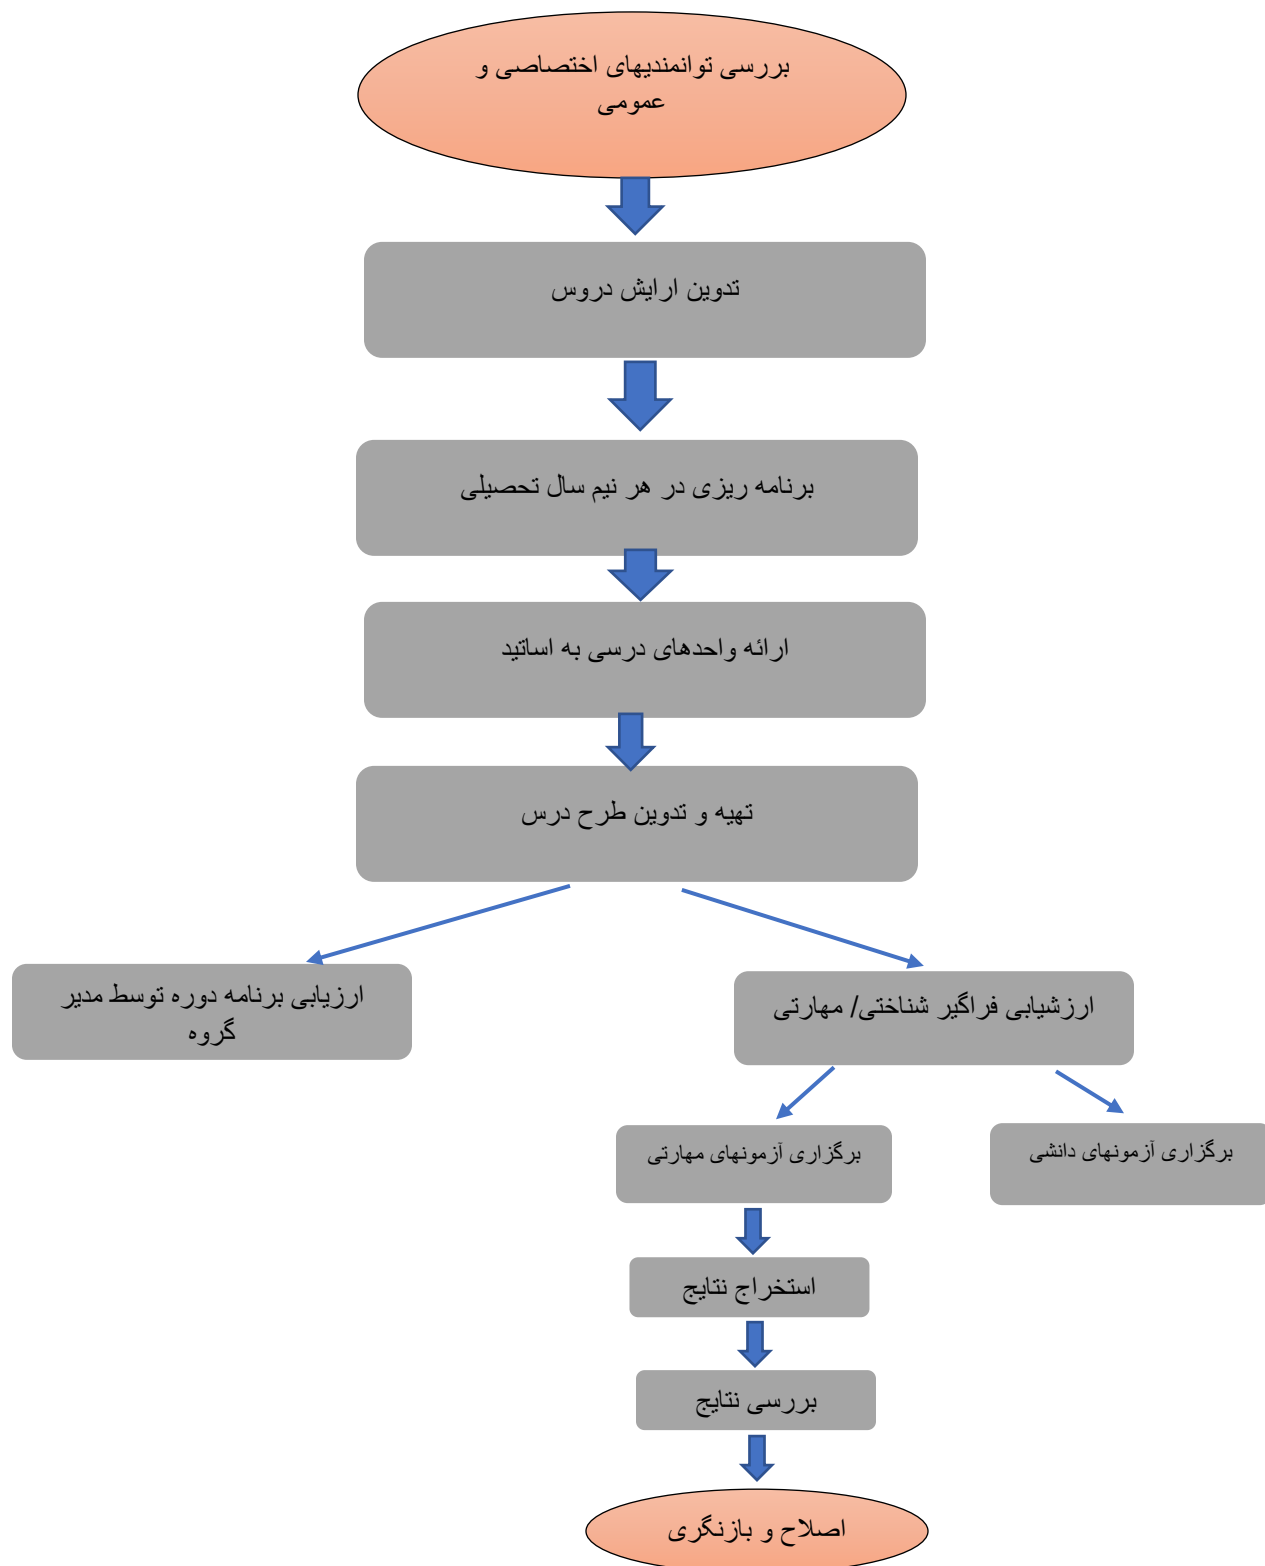 بررسی توانمندیهای اختصاصی و
عمومی
تدوین ارایش دروس
برنامه ریزی در هر نیم سال تحصیلی
ارائه واحدهای درسی به اساتید
تهیه و تدوین طرح درس
ارزشیابی فراگیر شناختی/ مهارتی
ارزیابی برنامه دوره توسط مدیر
گروه
برگزاری آزمونهای دانشی
برگزاری آزمونهای مهارتی
استخراج نتایج
بررسی نتایج
اصلاح و بازنگری